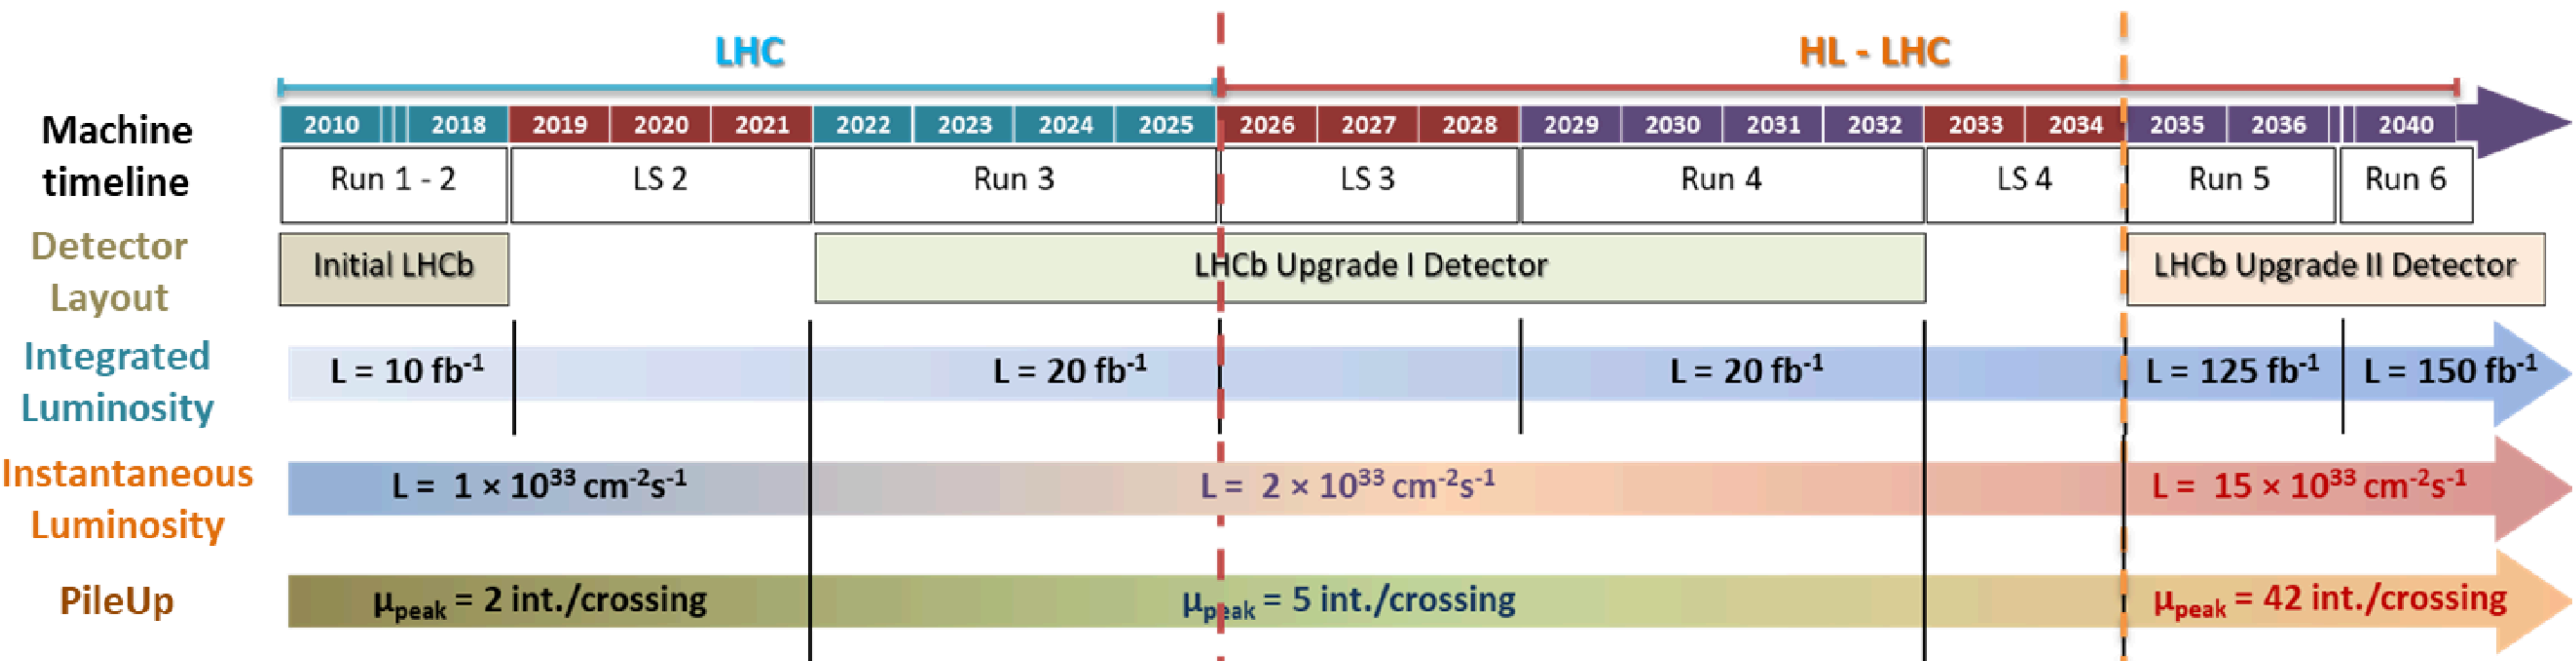 LHC
HL - LHC
Machine
timeline
2010 2018 2019 2020 2021 2022 2023 2024 2025 2026 2027 2028 2029 2030 2031 2032 2033 2034 2035 2036 2040
Run 1 - 2 LS 2 Run 3 LS 3 Run 4 LS 4 Run 5 Run 6
Detector
Layout
Initial LHCb LHCb Upgrade I Detector LHCb Upgrade II Detector
Integrated
Luminosity
L = 10 fb⁻¹ L = 20 fb⁻¹ L = 20 fb⁻¹ L = 125 fb⁻¹ L = 150 fb⁻¹
Instantaneous
Luminosity
L = 1 × 10³³ cm⁻²s⁻¹ L = 2 × 10³³ cm⁻²s⁻¹ L = 15 × 10³³ cm⁻²s⁻¹
PileUp
μpeak = 2 int./crossing μpeak = 5 int./crossing μpeak = 42 int./crossing